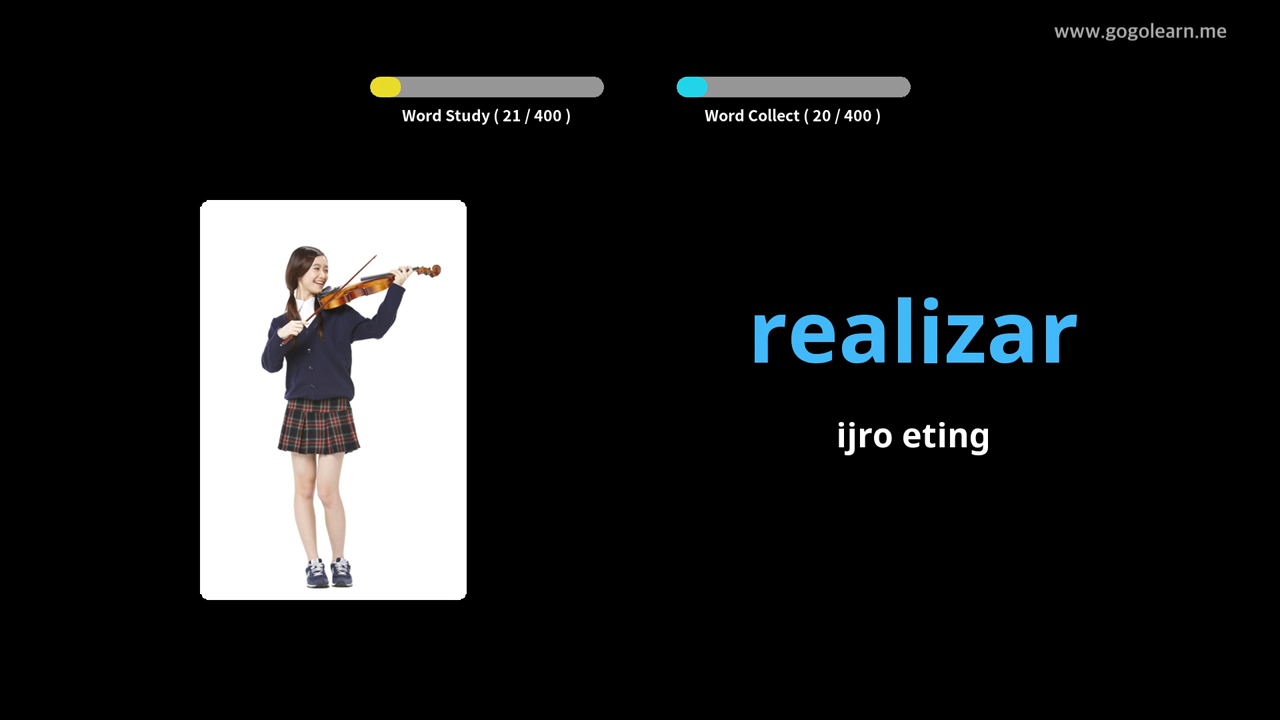 www.gogolearn.me
Word Study ( 21 / 400 )
Word Collect ( 20 / 400 )
realizar
ijro eting